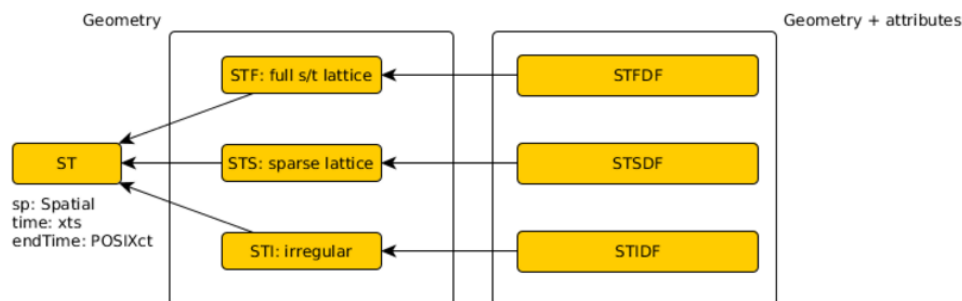 Geometry
Geometry + attributes
STF: full s/t lattice
STFDF
ST
STS: sparse lattice
STSDF
sp: Spatial
time: xts
endTime: POSIXct
STI: irregular
STIDF